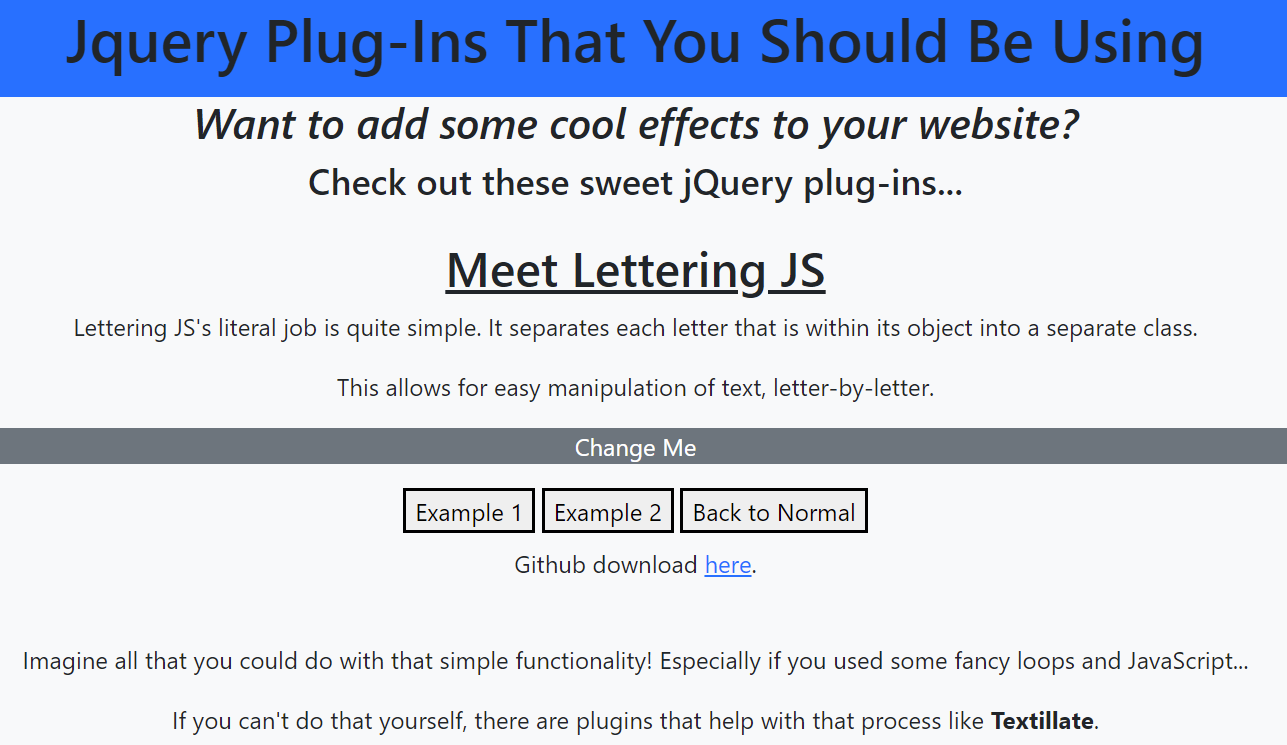 Jquery Plug-Ins That You Should Be Using
Want to add some cool effects to your website?
Check out these sweet jQuery plug-ins...
Meet Lettering JS
Lettering JS's literal job is quite simple. It separates each letter that is within its object into a separate class.
This allows for easy manipulation of text, letter-by-letter.
Change Me
Example 1 Example 2 Back to Normal
Github download here.
Imagine all that you could do with that simple functionality! Especially if you used some fancy loops and JavaScript...
If you can't do that yourself, there are plugins that help with that process like Textillate.